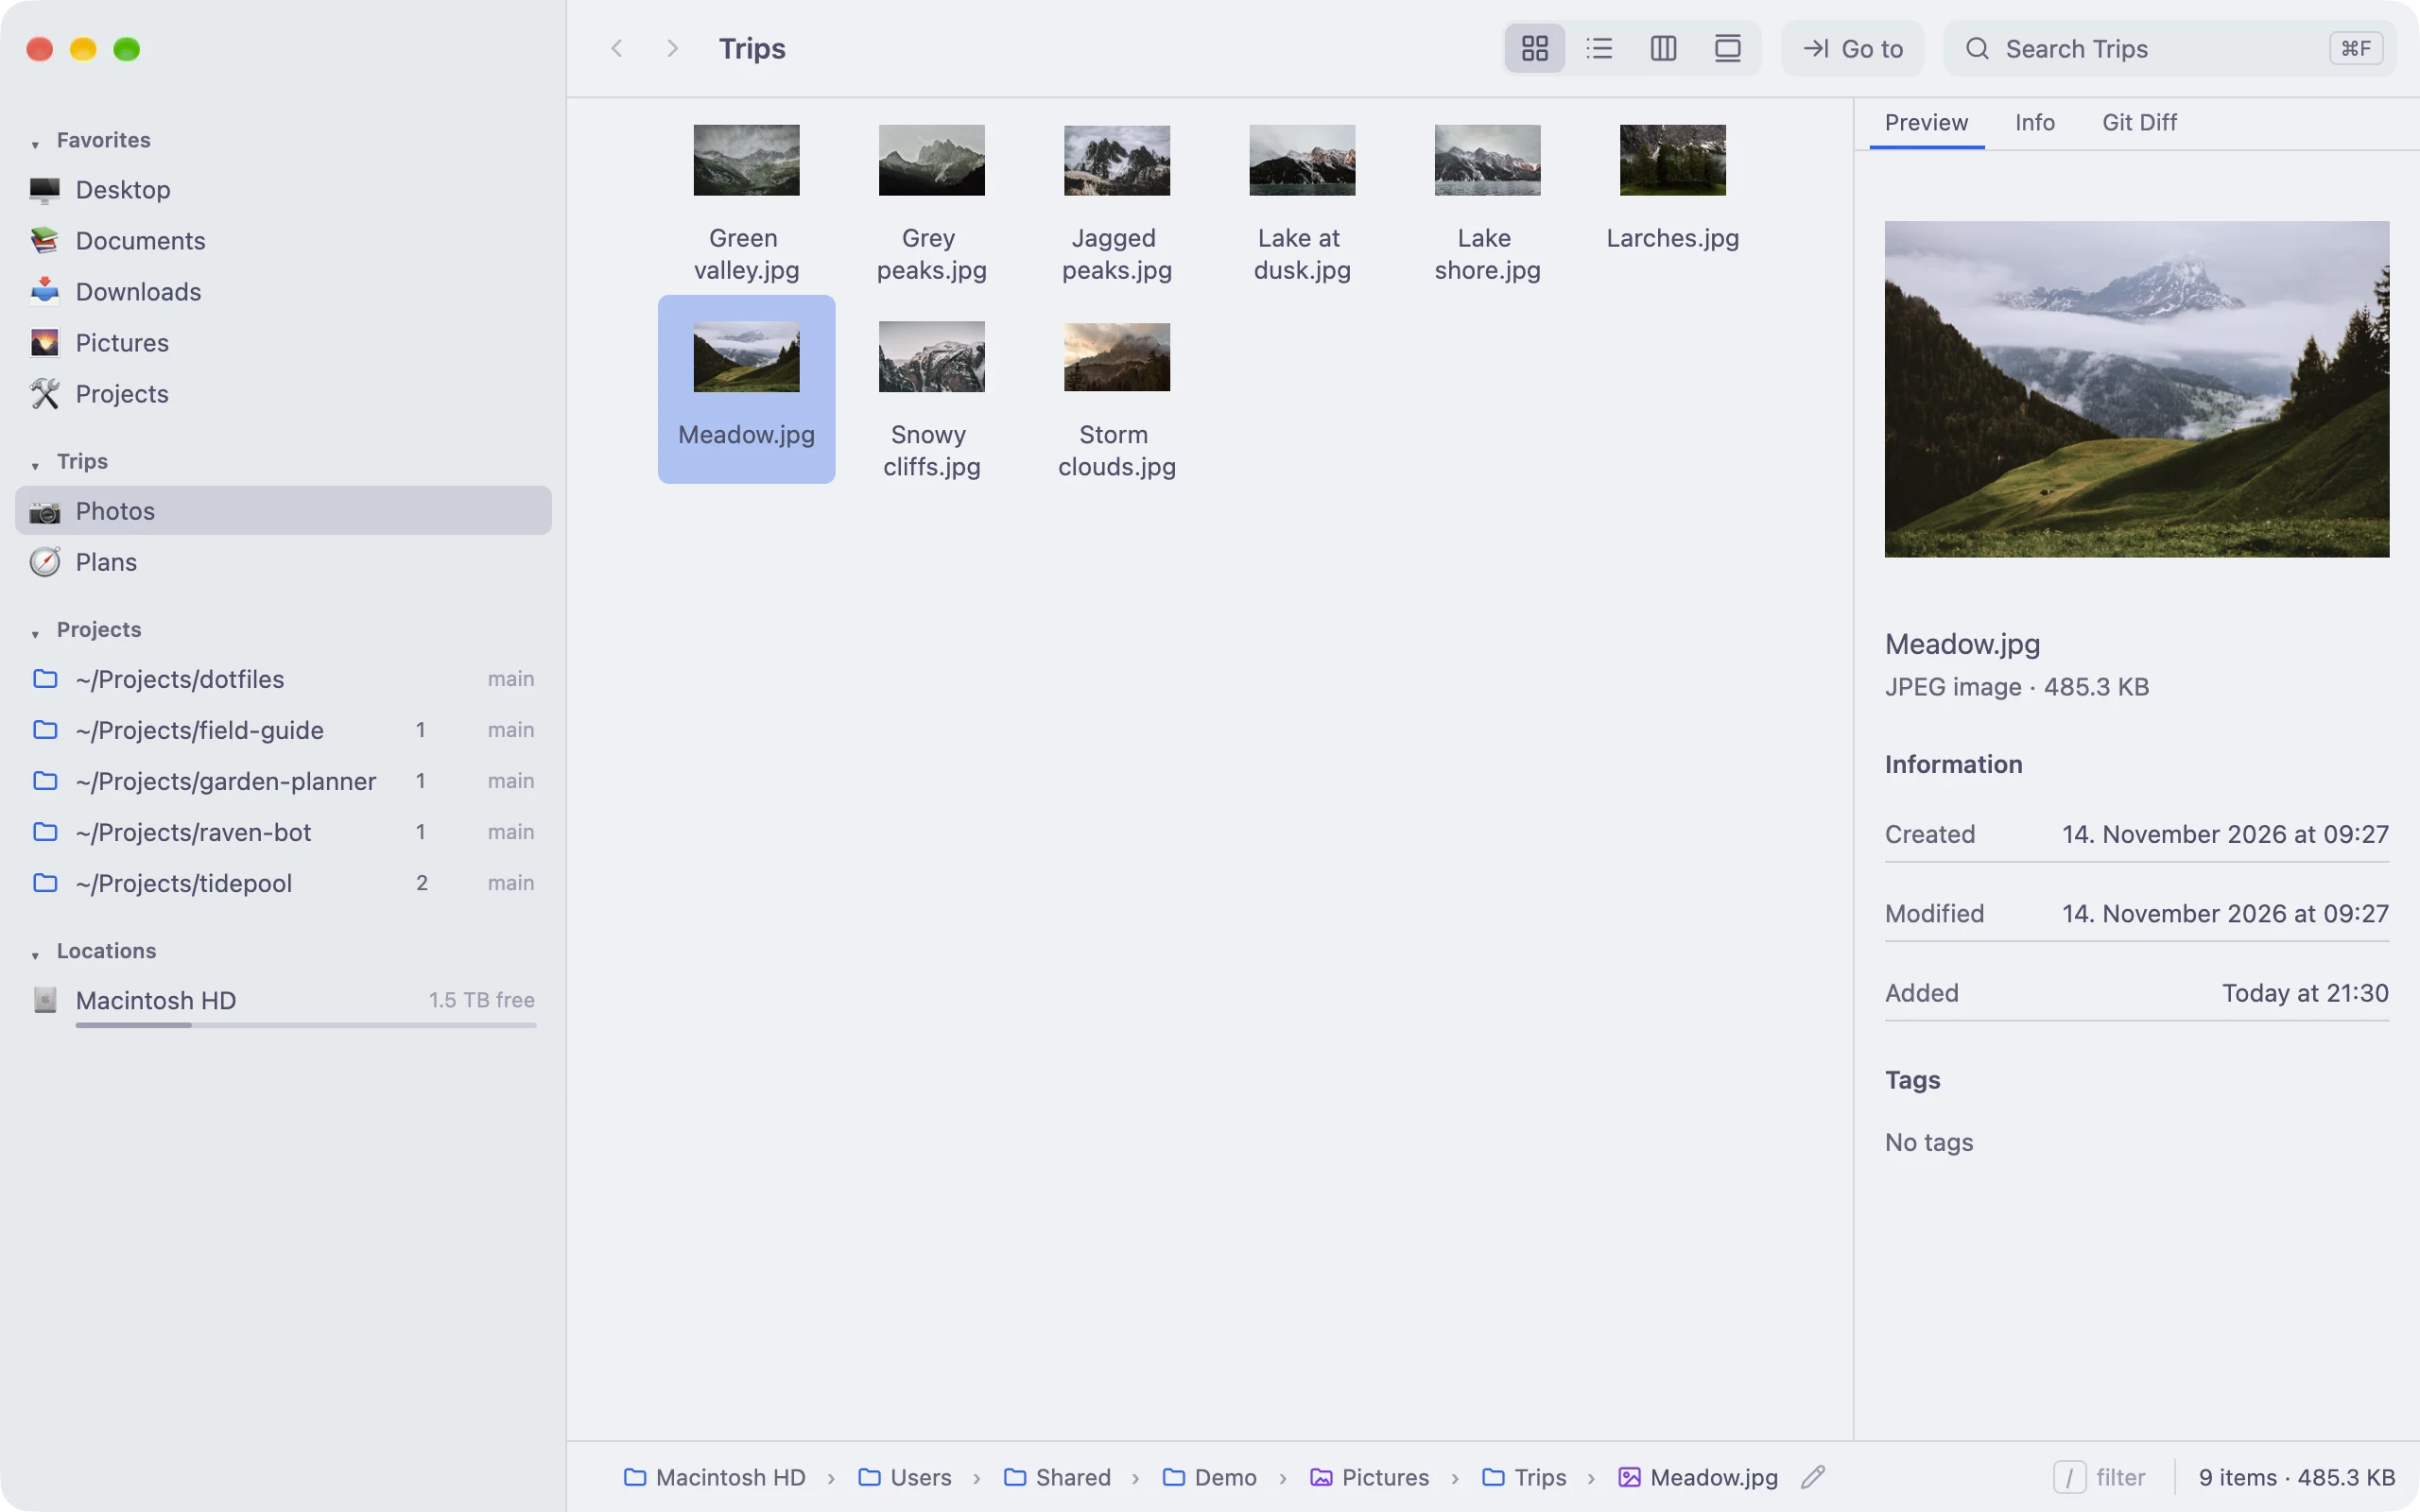 Trips
Go to
Search Trips
⌘F
Favorites
Desktop
Documents
Downloads
Pictures
Projects
Trips
Photos
Plans
Projects
~/Projects/dotfiles main
~/Projects/field-guide 1 main
~/Projects/garden-planner 1 main
~/Projects/raven-bot 1 main
~/Projects/tidepool 2 main
Locations
Macintosh HD 1.5 TB free
Green
valley.jpg
Grey
peaks.jpg
Jagged
peaks.jpg
Lake at
dusk.jpg
Lake
shore.jpg
Larches.jpg
Meadow.jpg
Snowy
cliffs.jpg
Storm
clouds.jpg
Preview Info Git Diff
Meadow.jpg
JPEG image · 485.3 KB
Information
Created 14. November 2026 at 09:27
Modified 14. November 2026 at 09:27
Added Today at 21:30
Tags
No tags
Macintosh HD › Users › Shared › Demo › Pictures › Trips › Meadow.jpg
/ filter
9 items · 485.3 KB